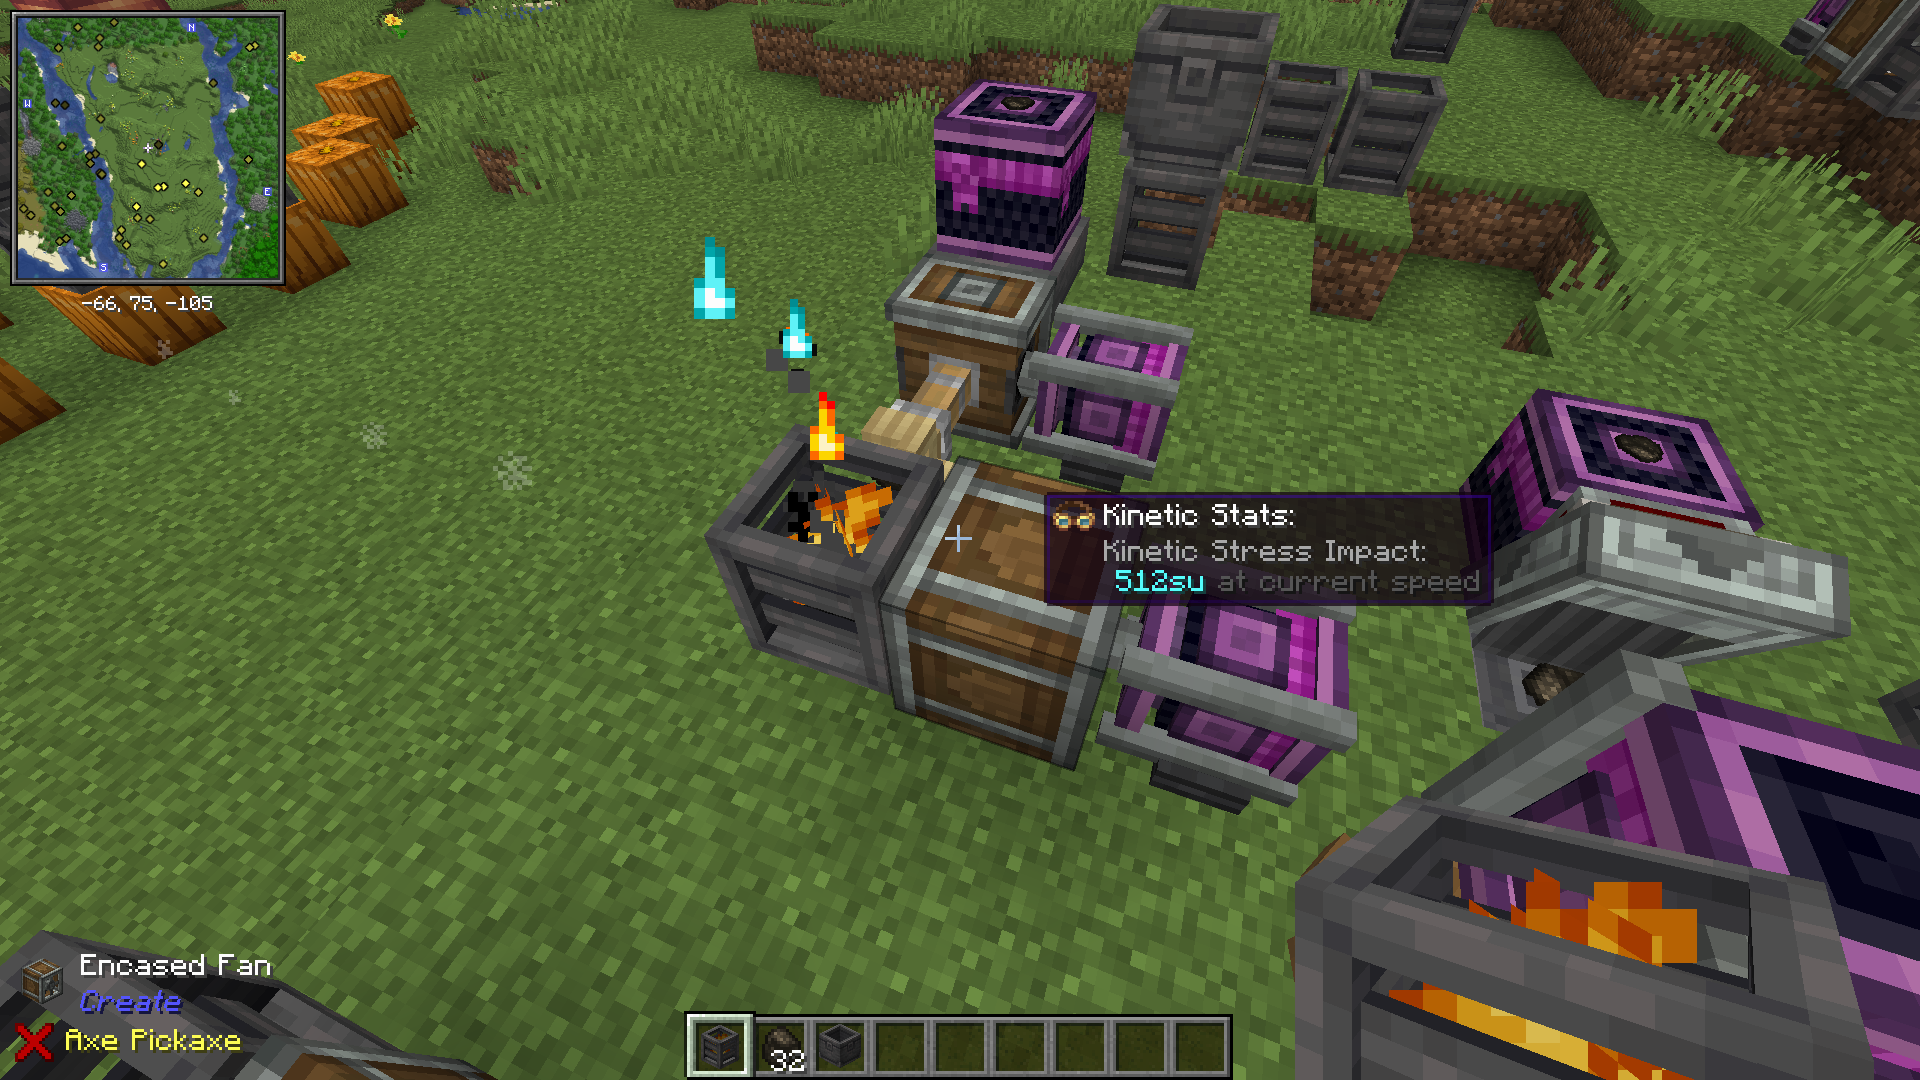 N
W
E
S
-66, 75, -105
Kinetic Stats:
Kinetic Stress Impact:
512su at current speed
Encased Fan
Create
Axe Pickaxe
32